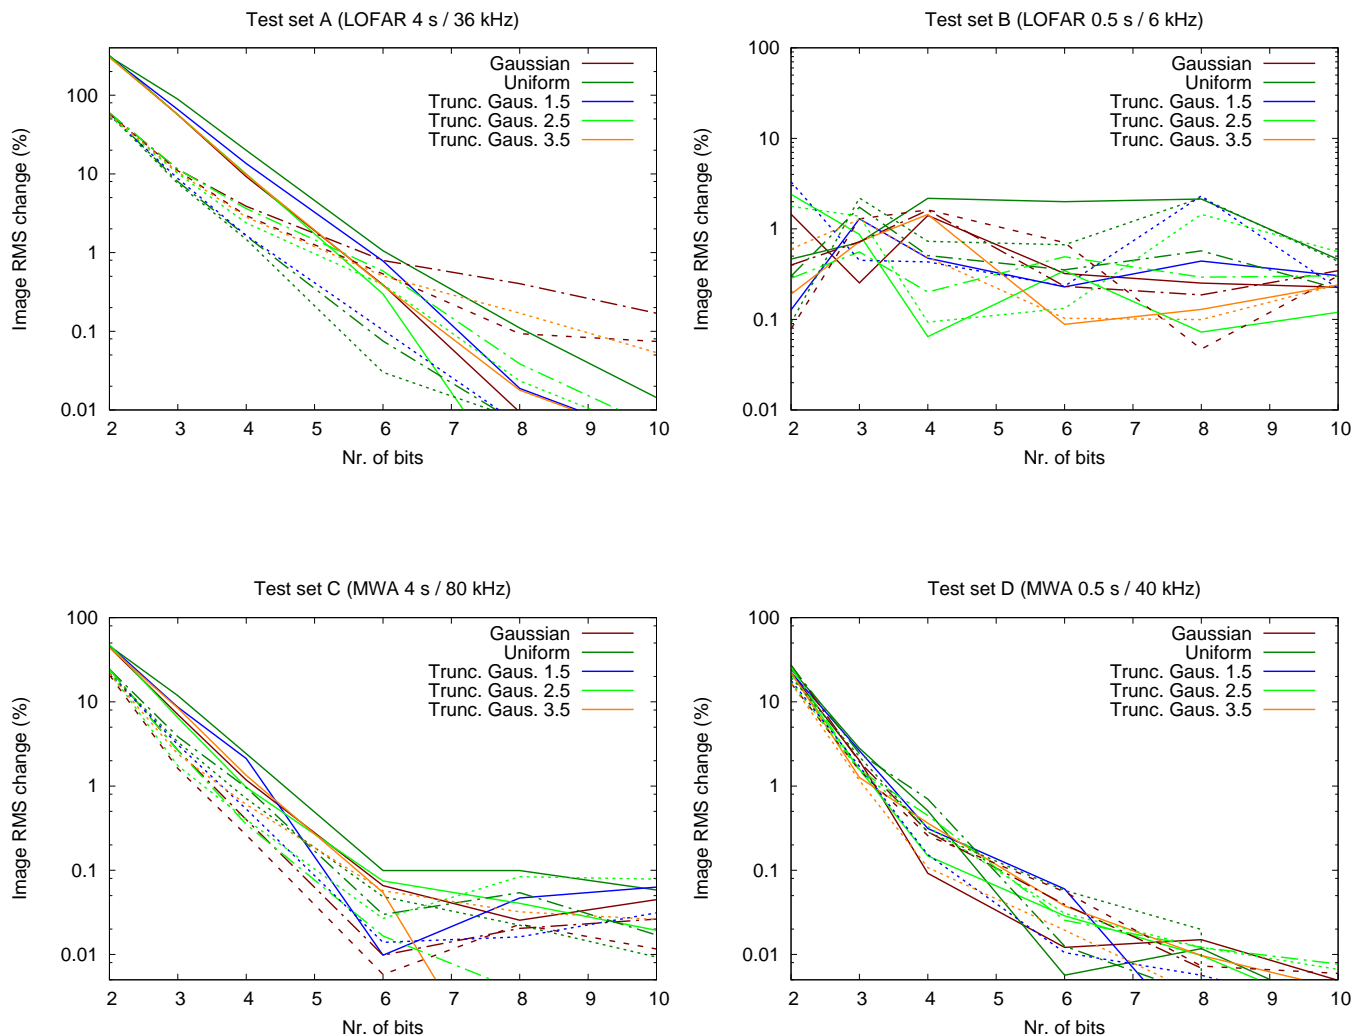 Test set A (LOFAR 4 s / 36 kHz)
Image RMS change (%)
100
10
1
0.1
0.01
2 3 4 5 6 7 8 9 10
Nr. of bits
Gaussian
Uniform
Trunc. Gaus. 1.5
Trunc. Gaus. 2.5
Trunc. Gaus. 3.5
Test set B (LOFAR 0.5 s / 6 kHz)
Image RMS change (%)
100
10
1
0.1
0.01
2 3 4 5 6 7 8 9 10
Nr. of bits
Gaussian
Uniform
Trunc. Gaus. 1.5
Trunc. Gaus. 2.5
Trunc. Gaus. 3.5
Test set C (MWA 4 s / 80 kHz)
Image RMS change (%)
100
10
1
0.1
0.01
2 3 4 5 6 7 8 9 10
Nr. of bits
Gaussian
Uniform
Trunc. Gaus. 1.5
Trunc. Gaus. 2.5
Trunc. Gaus. 3.5
Test set D (MWA 0.5 s / 40 kHz)
Image RMS change (%)
100
10
1
0.1
0.01
2 3 4 5 6 7 8 9 10
Nr. of bits
Gaussian
Uniform
Trunc. Gaus. 1.5
Trunc. Gaus. 2.5
Trunc. Gaus. 3.5